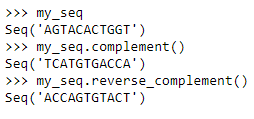 >>> my_seq
Seq('AGTACACTGGT')
>>> my_seq.complement()
Seq('TCATGTGACCA')
>>> my_seq.reverse_complement()
Seq('ACCAGTGTACT')